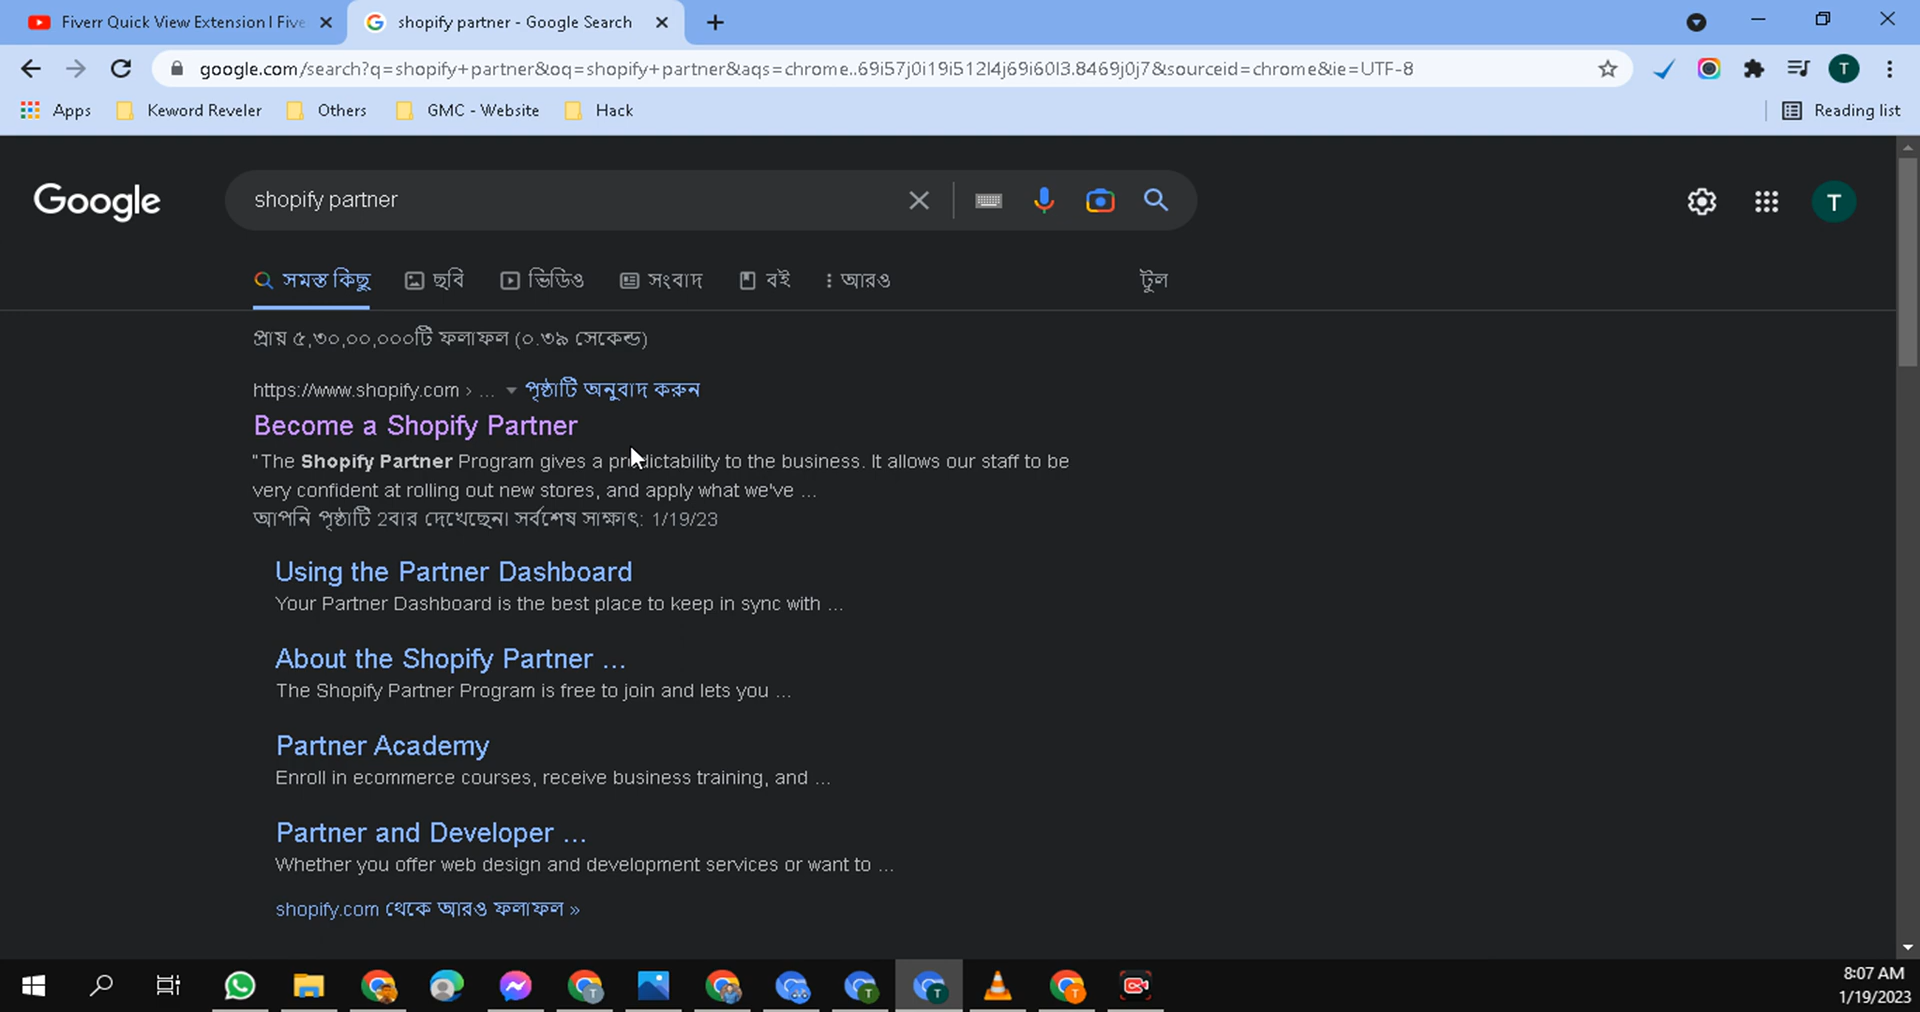 Fiverr Quick View Extension I Five
shopify partner - Google Search
google.com/search?q=shopify+partner&oq=shopify+partner&aqs=chrome..69i57j0i19i512l4j69i60l3.8469j0j7&sourceid=chrome&ie=UTF-8
T
Apps
Keword Reveler
Others
GMC - Website
Hack
Reading list
Google
shopify partner
T
সমস্ত কিছু
ছবি
ভিডিও
সংবাদ
বই
আরও
টুল
প্রায় ৫,৩০,০০,০০০টি ফলাফল (০.৩৯ সেকেন্ড)
https://www.shopify.com › ... পৃষ্ঠাটি অনুবাদ করুন
Become a Shopify Partner
"The Shopify Partner Program gives a predictability to the business. It allows our staff to be
very confident at rolling out new stores, and apply what we've ...
আপনি পৃষ্ঠাটি 2বার দেখেছেন। সর্বশেষ সাক্ষাৎ: 1/19/23
Using the Partner Dashboard
Your Partner Dashboard is the best place to keep in sync with ...
About the Shopify Partner ...
The Shopify Partner Program is free to join and lets you ...
Partner Academy
Enroll in ecommerce courses, receive business training, and ...
Partner and Developer ...
Whether you offer web design and development services or want to ...
shopify.com থেকে আরও ফলাফল »
T
T
T
T
8:07 AM
1/19/2023